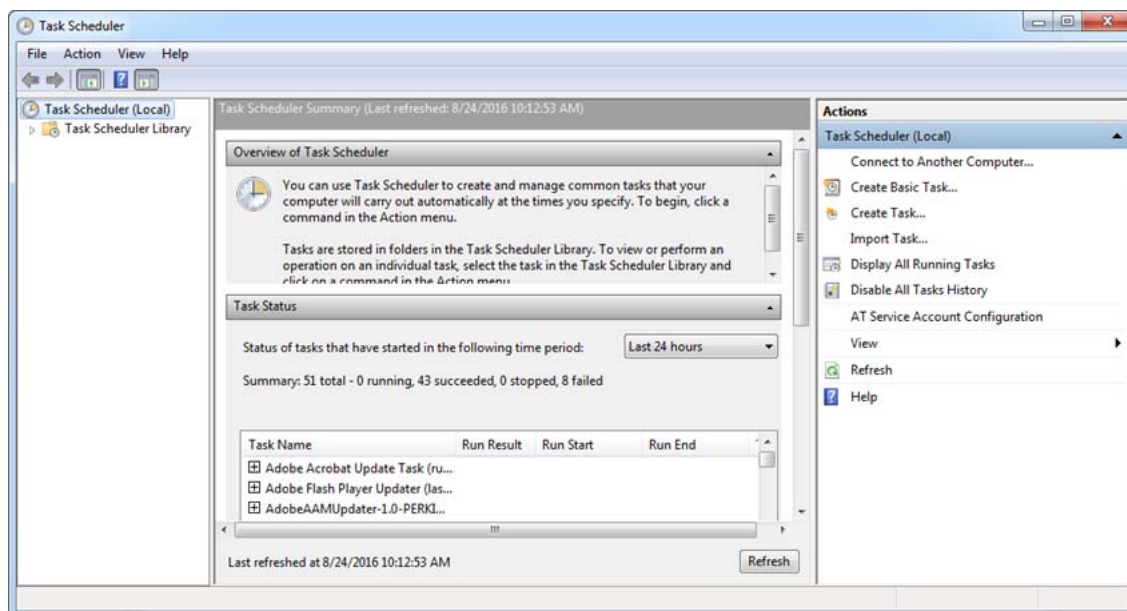 Task Scheduler
File Action View Help
Task Scheduler (Local)
Task Scheduler Library
Task Scheduler Summary (Last refreshed: 8/24/2016 10:12:53 AM)
Overview of Task Scheduler
You can use Task Scheduler to create and manage common tasks that your
computer will carry out automatically at the times you specify. To begin, click a
command in the Action menu.
Tasks are stored in folders in the Task Scheduler Library. To view or perform an
operation on an individual task, select the task in the Task Scheduler Library and
click on a command in the Action menu.
Task Status
Status of tasks that have started in the following time period: Last 24 hours
Summary: 51 total - 0 running, 43 succeeded, 0 stopped, 8 failed
Task Name Run Result Run Start Run End
Adobe Acrobat Update Task (ru...
Adobe Flash Player Updater (las...
AdobeAAMUpdater-1.0-PERKI...
Last refreshed at 8/24/2016 10:12:53 AM Refresh
Actions
Task Scheduler (Local)
Connect to Another Computer...
Create Basic Task...
Create Task...
Import Task...
Display All Running Tasks
Disable All Tasks History
AT Service Account Configuration
View
Refresh
Help